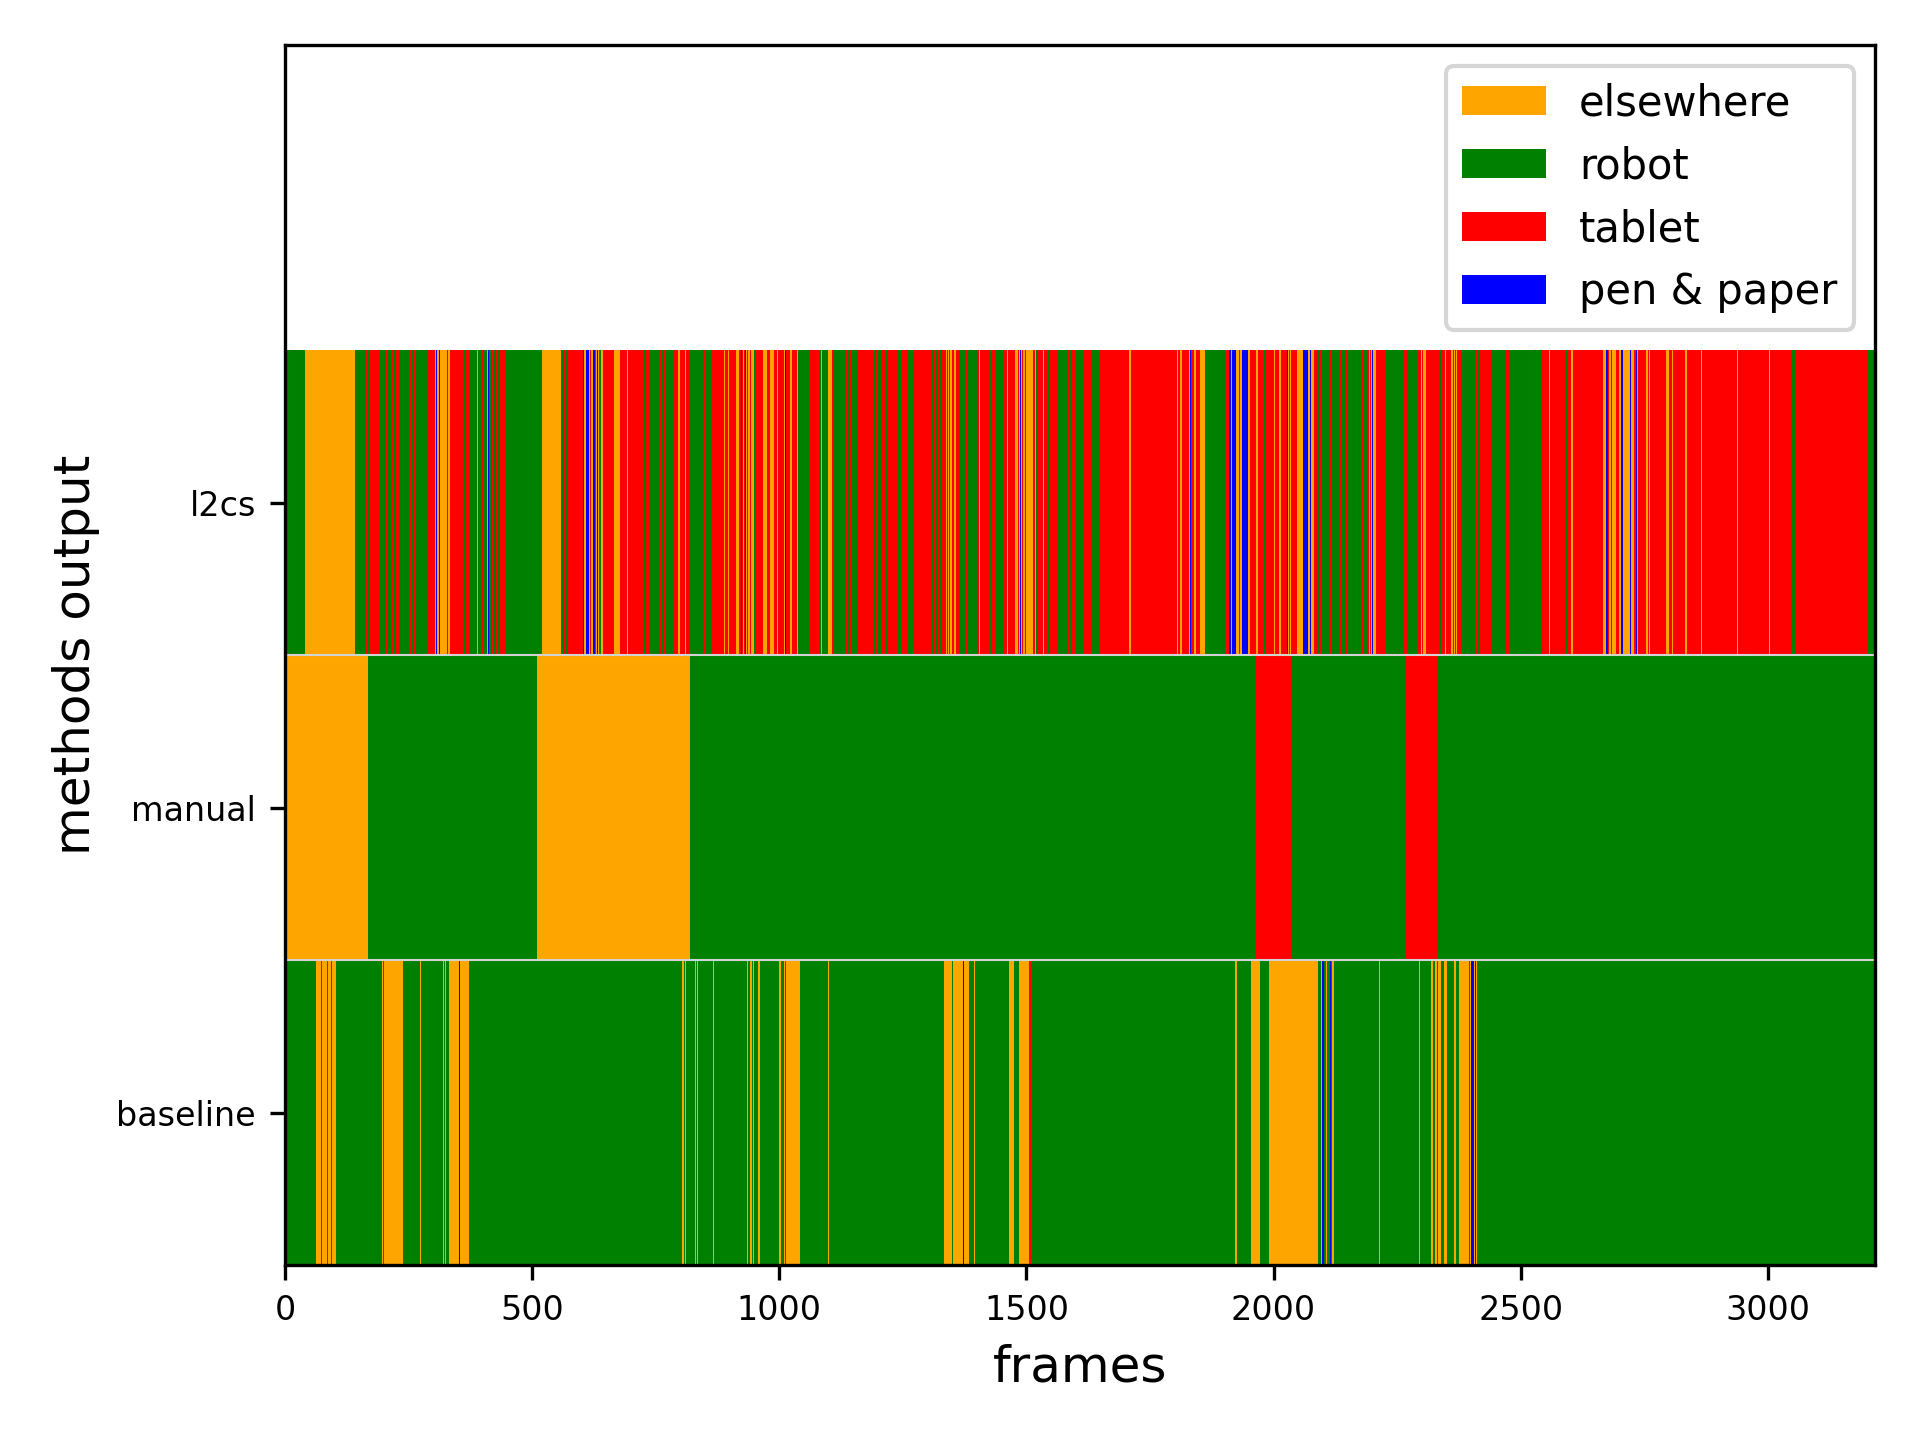 elsewhere
robot
tablet
pen & paper
methods output
l2cs
manual
baseline
0 500 1000 1500 2000 2500 3000
frames